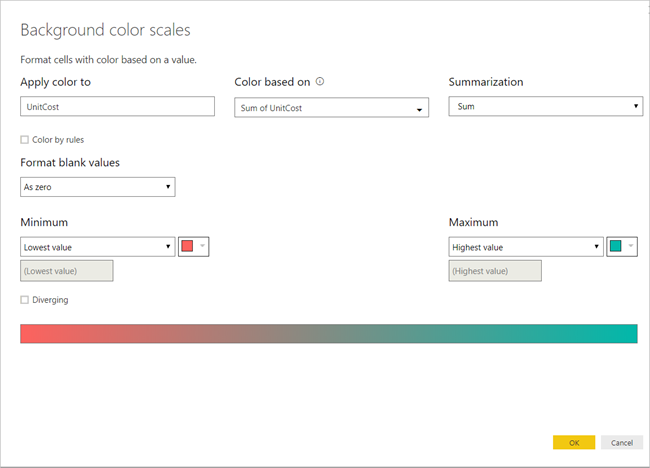 Background color scales
Format cells with color based on a value.
Apply color to
Color based on
Summarization
UnitCost
Sum of UnitCost
Sum
Color by rules
Format blank values
As zero
Minimum
Maximum
Lowest value
Highest value
(Lowest value)
(Highest value)
Diverging
OK
Cancel